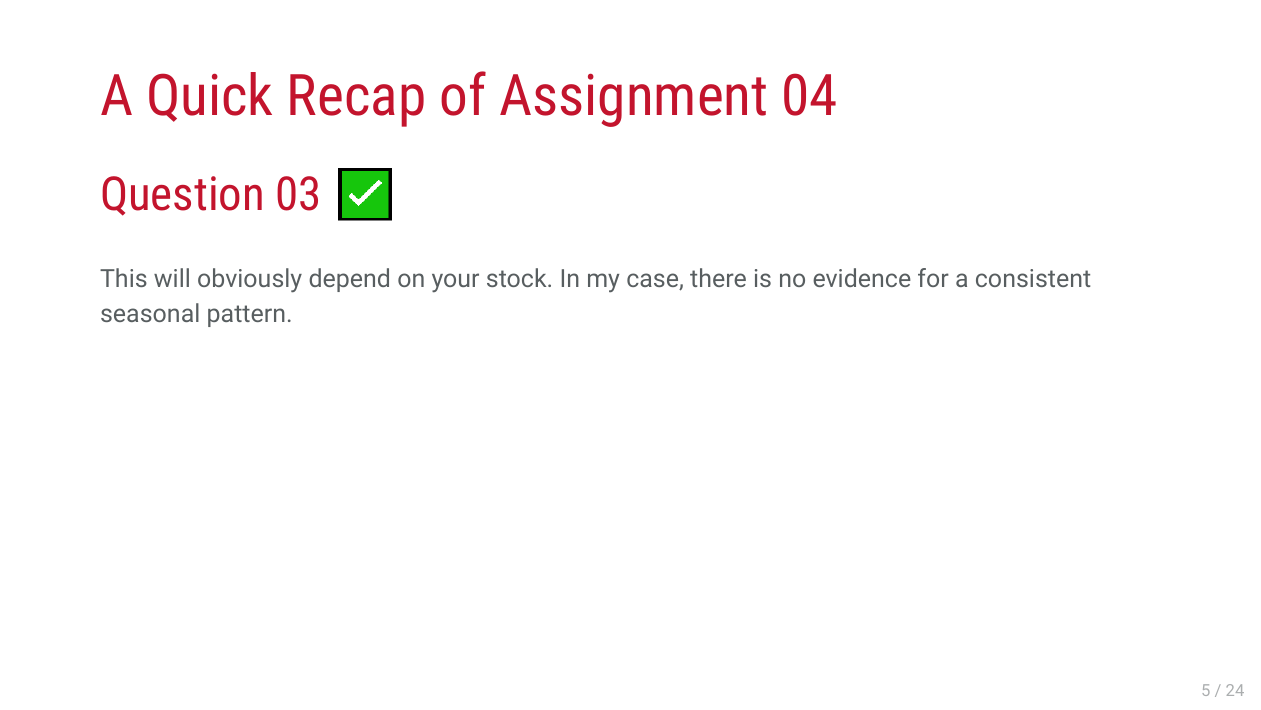 A Quick Recap of Assignment 04
Question 03 ✅
This will obviously depend on your stock. In my case, there is no evidence for a consistent
seasonal pattern.
5 / 24